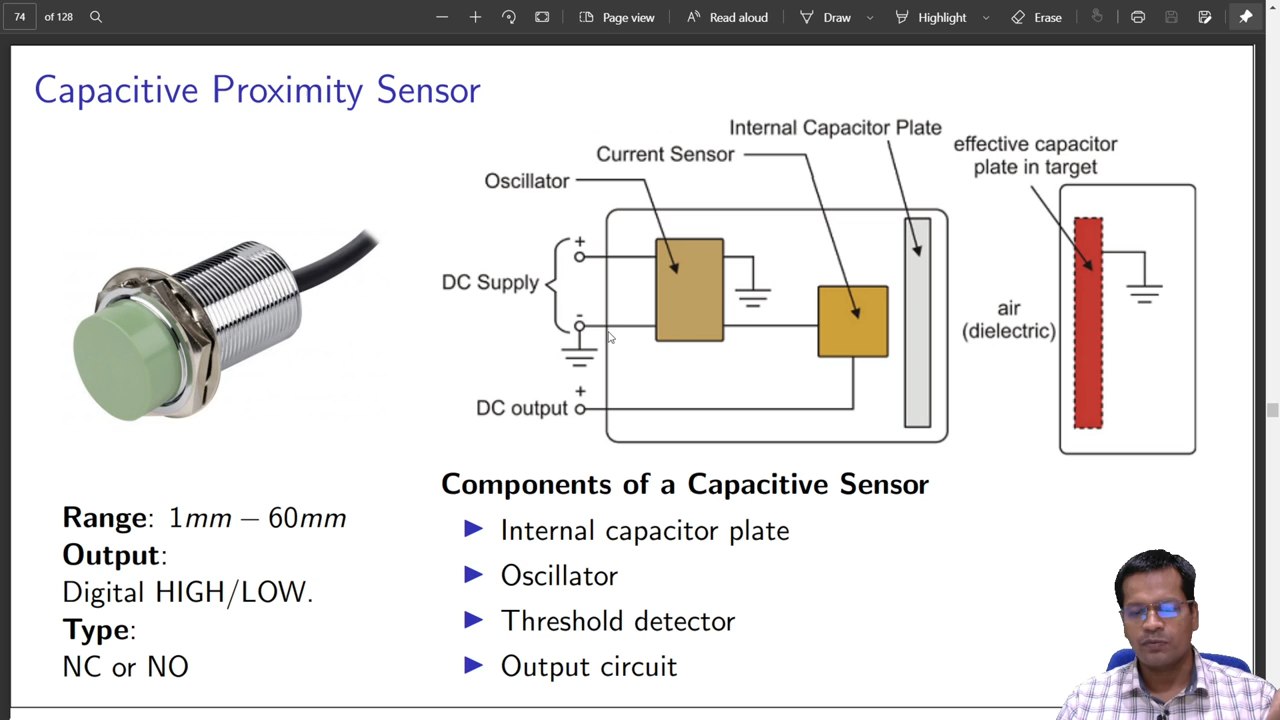 74 of 128
Page view
Read aloud
Draw
Highlight
Erase
Capacitive Proximity Sensor
Internal Capacitor Plate
Current Sensor
effective capacitor
plate in target
Oscillator
+
DC Supply
-
air
(dielectric)
+
DC output
Range: 1mm – 60mm
Output:
Digital HIGH/LOW.
Type:
NC or NO
Components of a Capacitive Sensor
Internal capacitor plate
Oscillator
Threshold detector
Output circuit